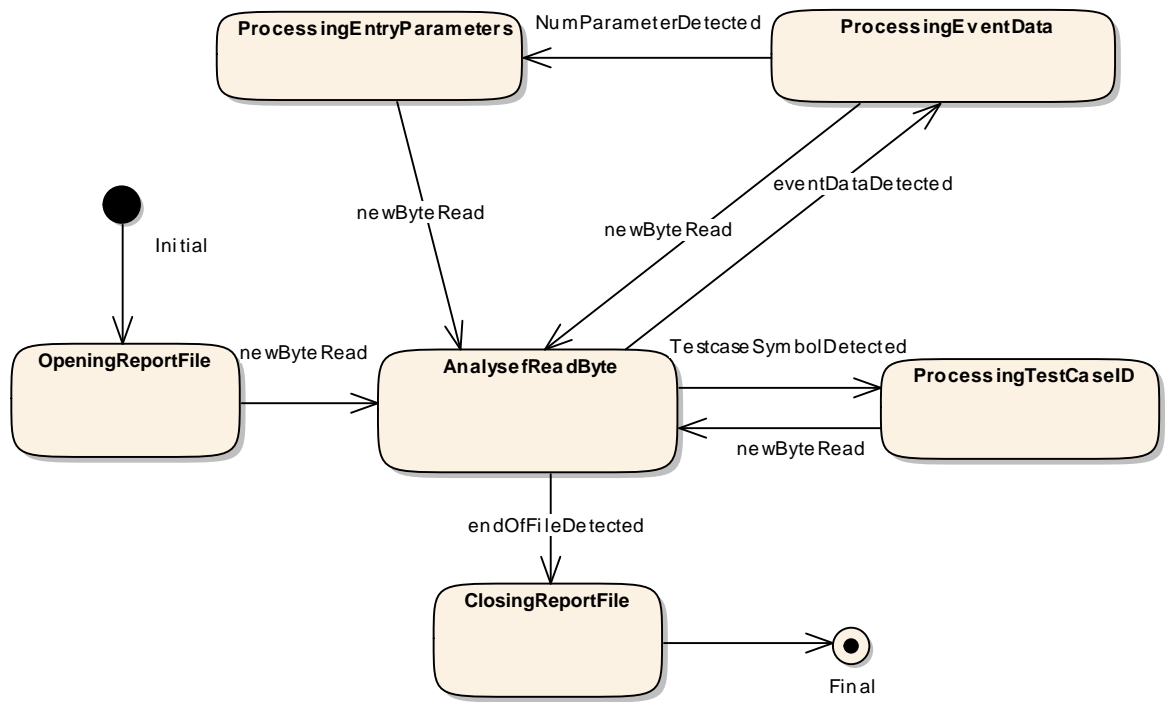 ProcessingEntryParameters
NumParameterDetected
ProcessingEventData
eventDataDetected
newByteRead
newByteRead
Initial
OpeningReportFile
newByteRead
AnalysefReadByte
TestcaseSymbolDetected
ProcessingTestCaseID
newByteRead
endOfFileDetected
ClosingReportFile
Final